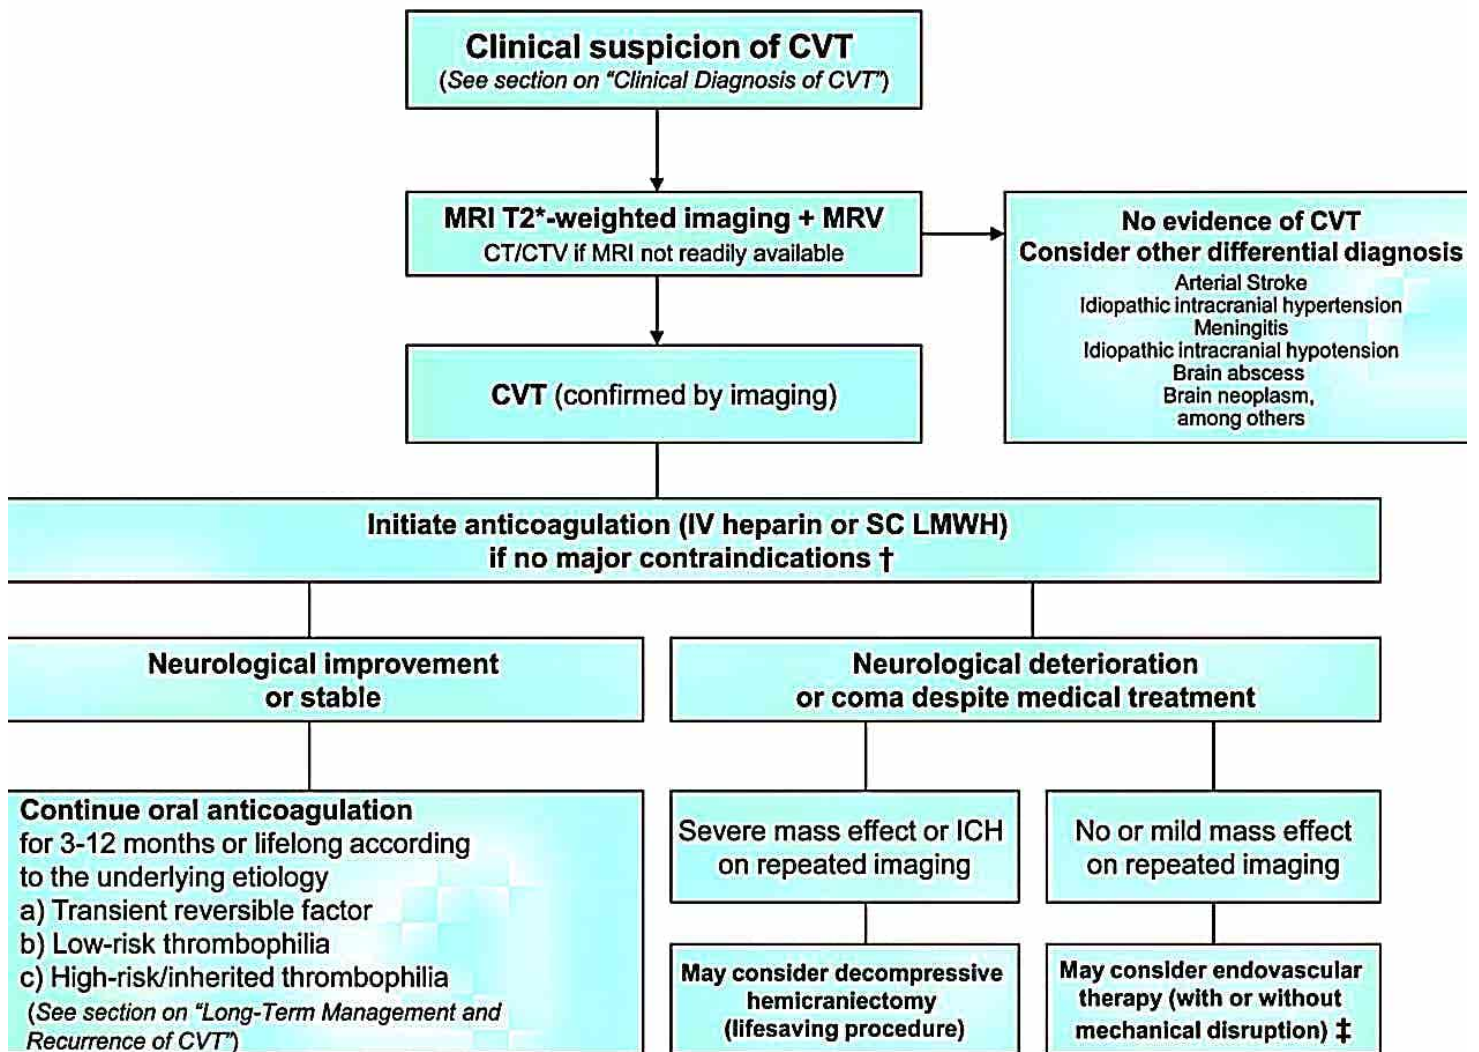 Clinical suspicion of CVT
(See section on "Clinical Diagnosis of CVT")
MRI T2*-weighted imaging + MRV
CT/CTV if MRI not readily available
No evidence of CVT
Consider other differential diagnosis
Arterial Stroke
Idiopathic intracranial hypertension
Meningitis
Idiopathic intracranial hypotension
Brain abscess
Brain neoplasm,
among others
CVT (confirmed by imaging)
Initiate anticoagulation (IV heparin or SC LMWH)
if no major contraindications †
Neurological improvement
or stable
Neurological deterioration
or coma despite medical treatment
Continue oral anticoagulation
for 3-12 months or lifelong according
to the underlying etiology
a) Transient reversible factor
b) Low-risk thrombophilia
c) High-risk/inherited thrombophilia
(See section on "Long-Term Management and
Recurrence of CVT")
Severe mass effect or ICH
on repeated imaging
No or mild mass effect
on repeated imaging
May consider decompressive
hemicraniectomy
(lifesaving procedure)
May consider endovascular
therapy (with or without
mechanical disruption) ‡